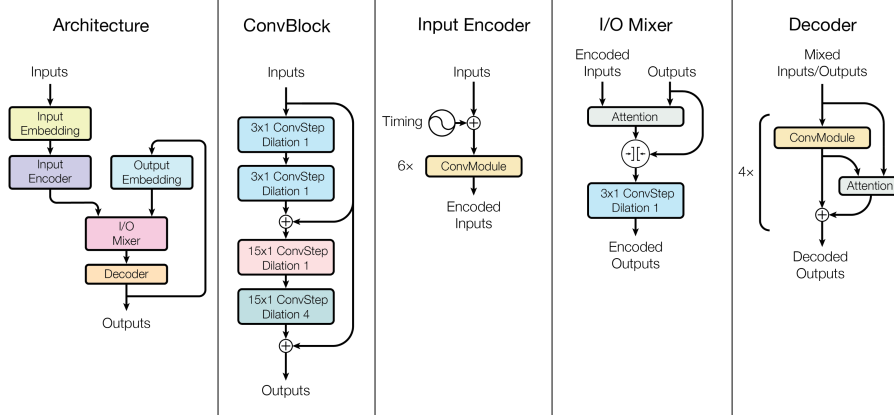 Architecture
Inputs
Input
Embedding
Input
Encoder
Output
Embedding
I/O
Mixer
Decoder
Outputs
ConvBlock
Inputs
3x1 ConvStep
Dilation 1
3x1 ConvStep
Dilation 1
15x1 ConvStep
Dilation 1
15x1 ConvStep
Dilation 4
Outputs
Input Encoder
Inputs
Timing
6×
ConvModule
Encoded
Inputs
I/O Mixer
Encoded
Inputs
Outputs
Attention
3x1 ConvStep
Dilation 1
Encoded
Outputs
Decoder
Mixed
Inputs/Outputs
ConvModule
4×
Attention
Decoded
Outputs